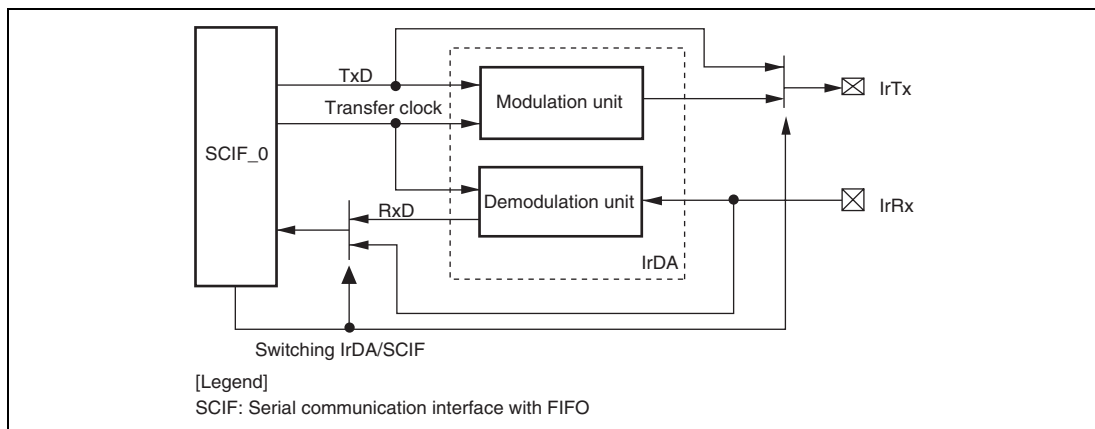 TxD
Modulation unit
IrTx
Transfer clock
SCIF_0
Demodulation unit
IrRx
RxD
IrDA
Switching IrDA/SCIF
[Legend]
SCIF: Serial communication interface with FIFO